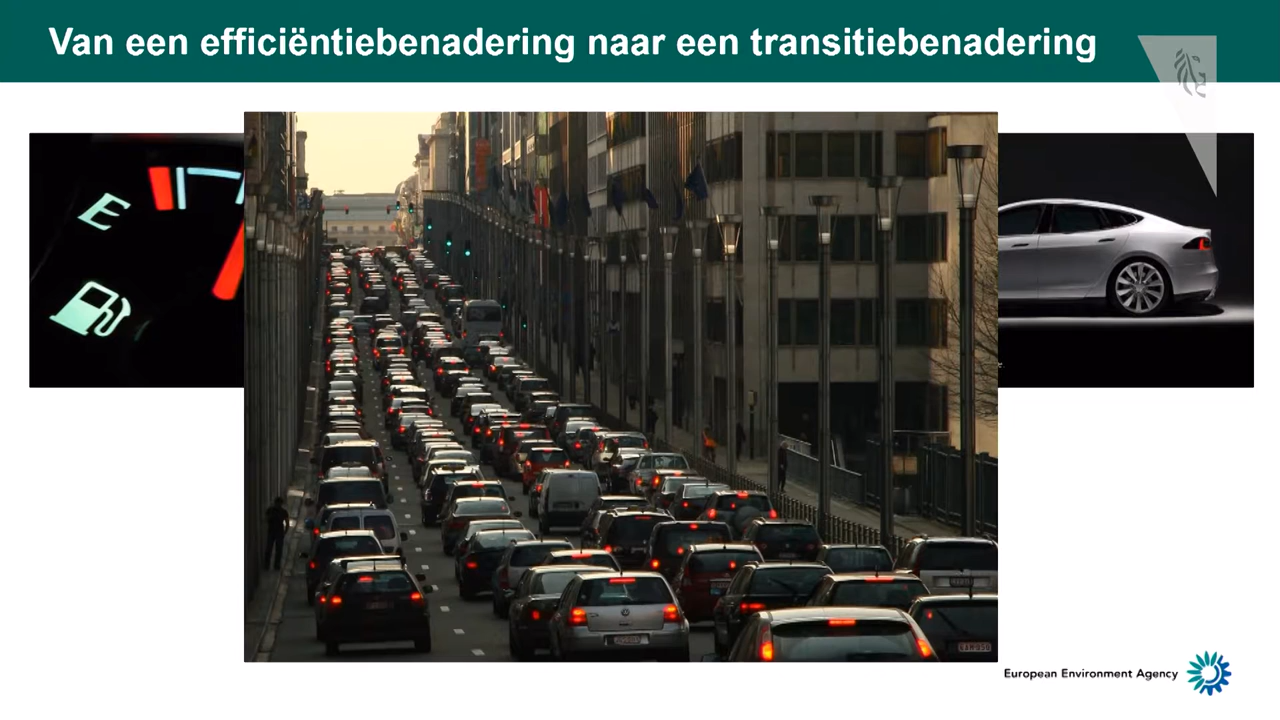 Van een efficiëntiebenadering naar een transitiebenadering
E
European Environment Agency